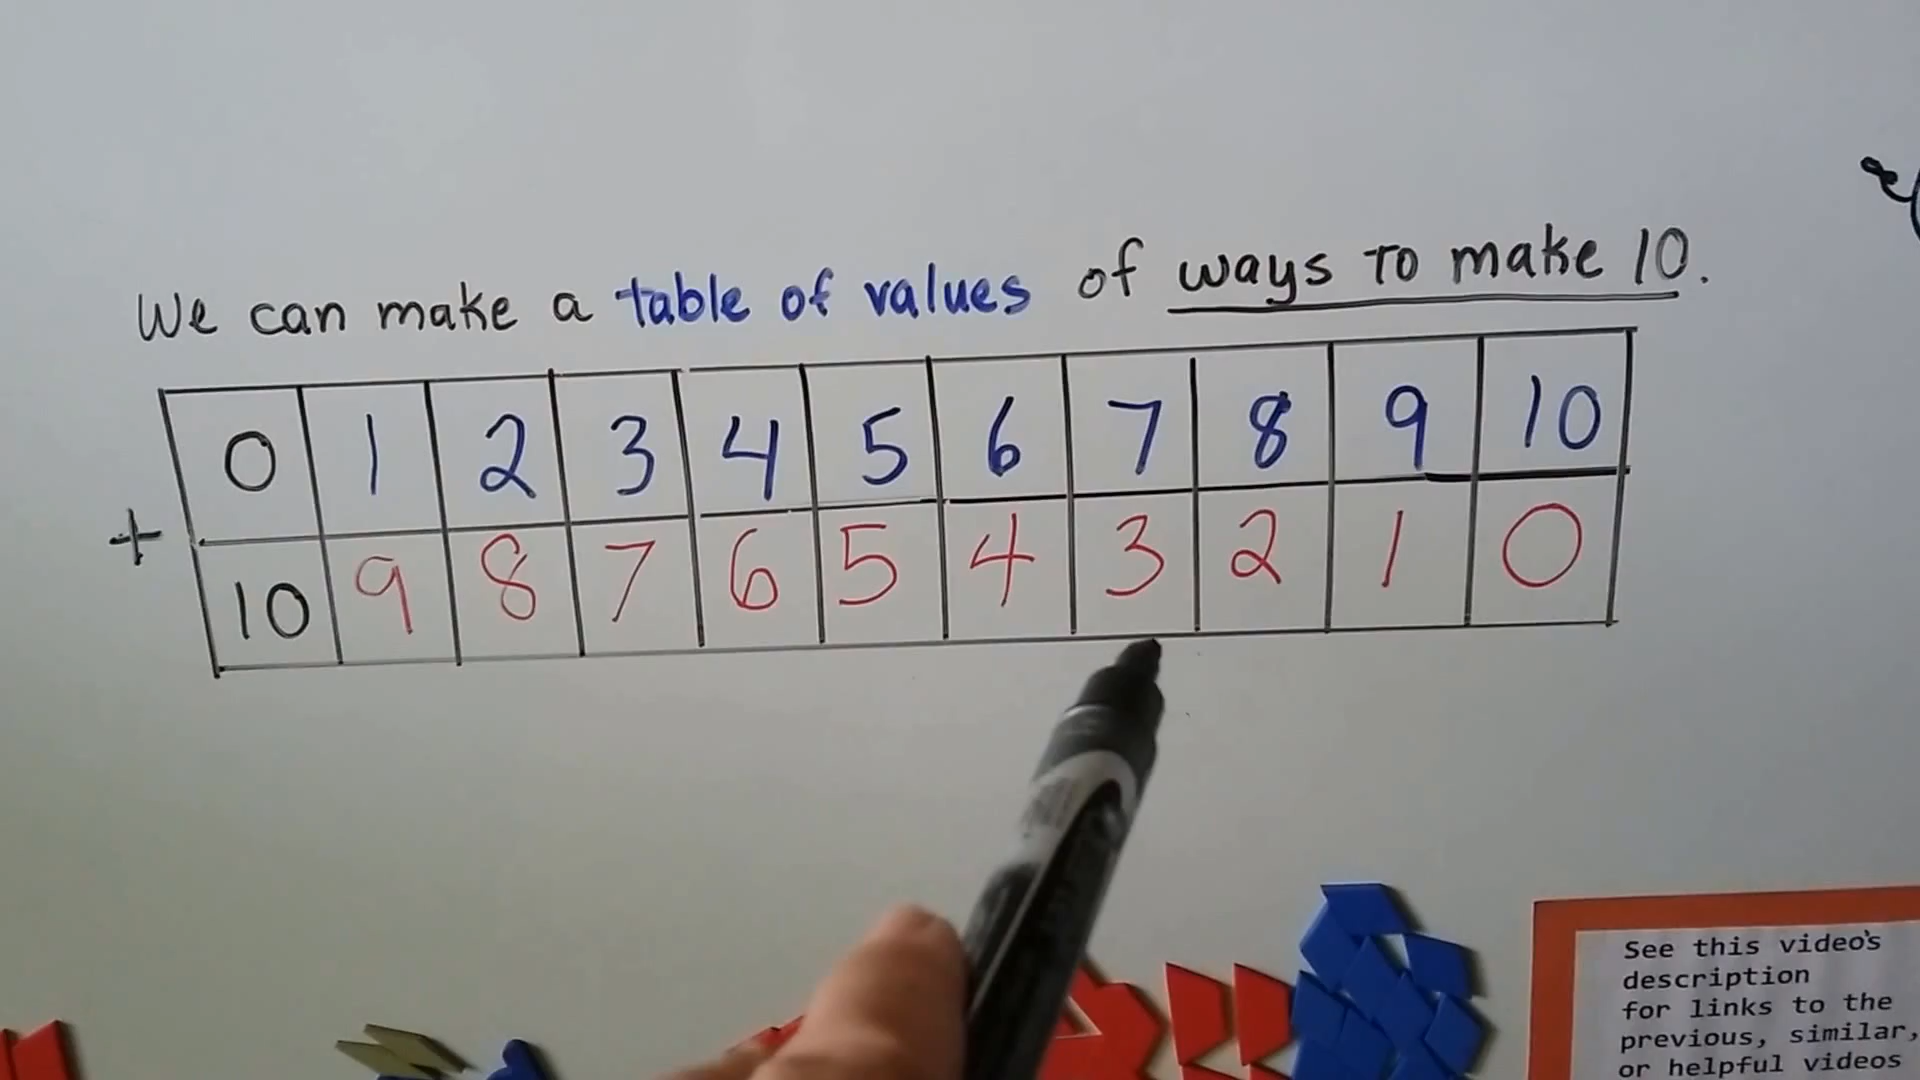 We can make a table of values of ways to make 10.
0 1 2 3 4 5 6 7 8 9 10
+
10 9 8 7 6 5 4 3 2 1 0
See this video's
description
for links to the
previous, similar,
or helpful videos